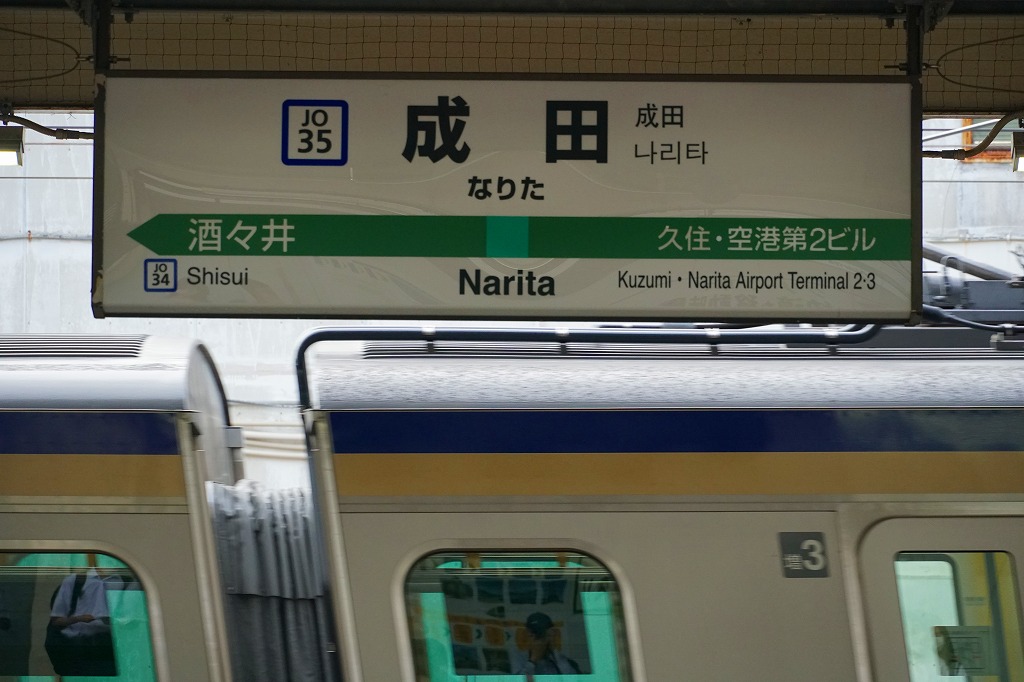 JO
35
成田
成田
나리타
なりた
酒々井
久住・空港第2ビル
JO
34
Shisui
Narita
Kuzumi・Narita Airport Terminal 2·3
3